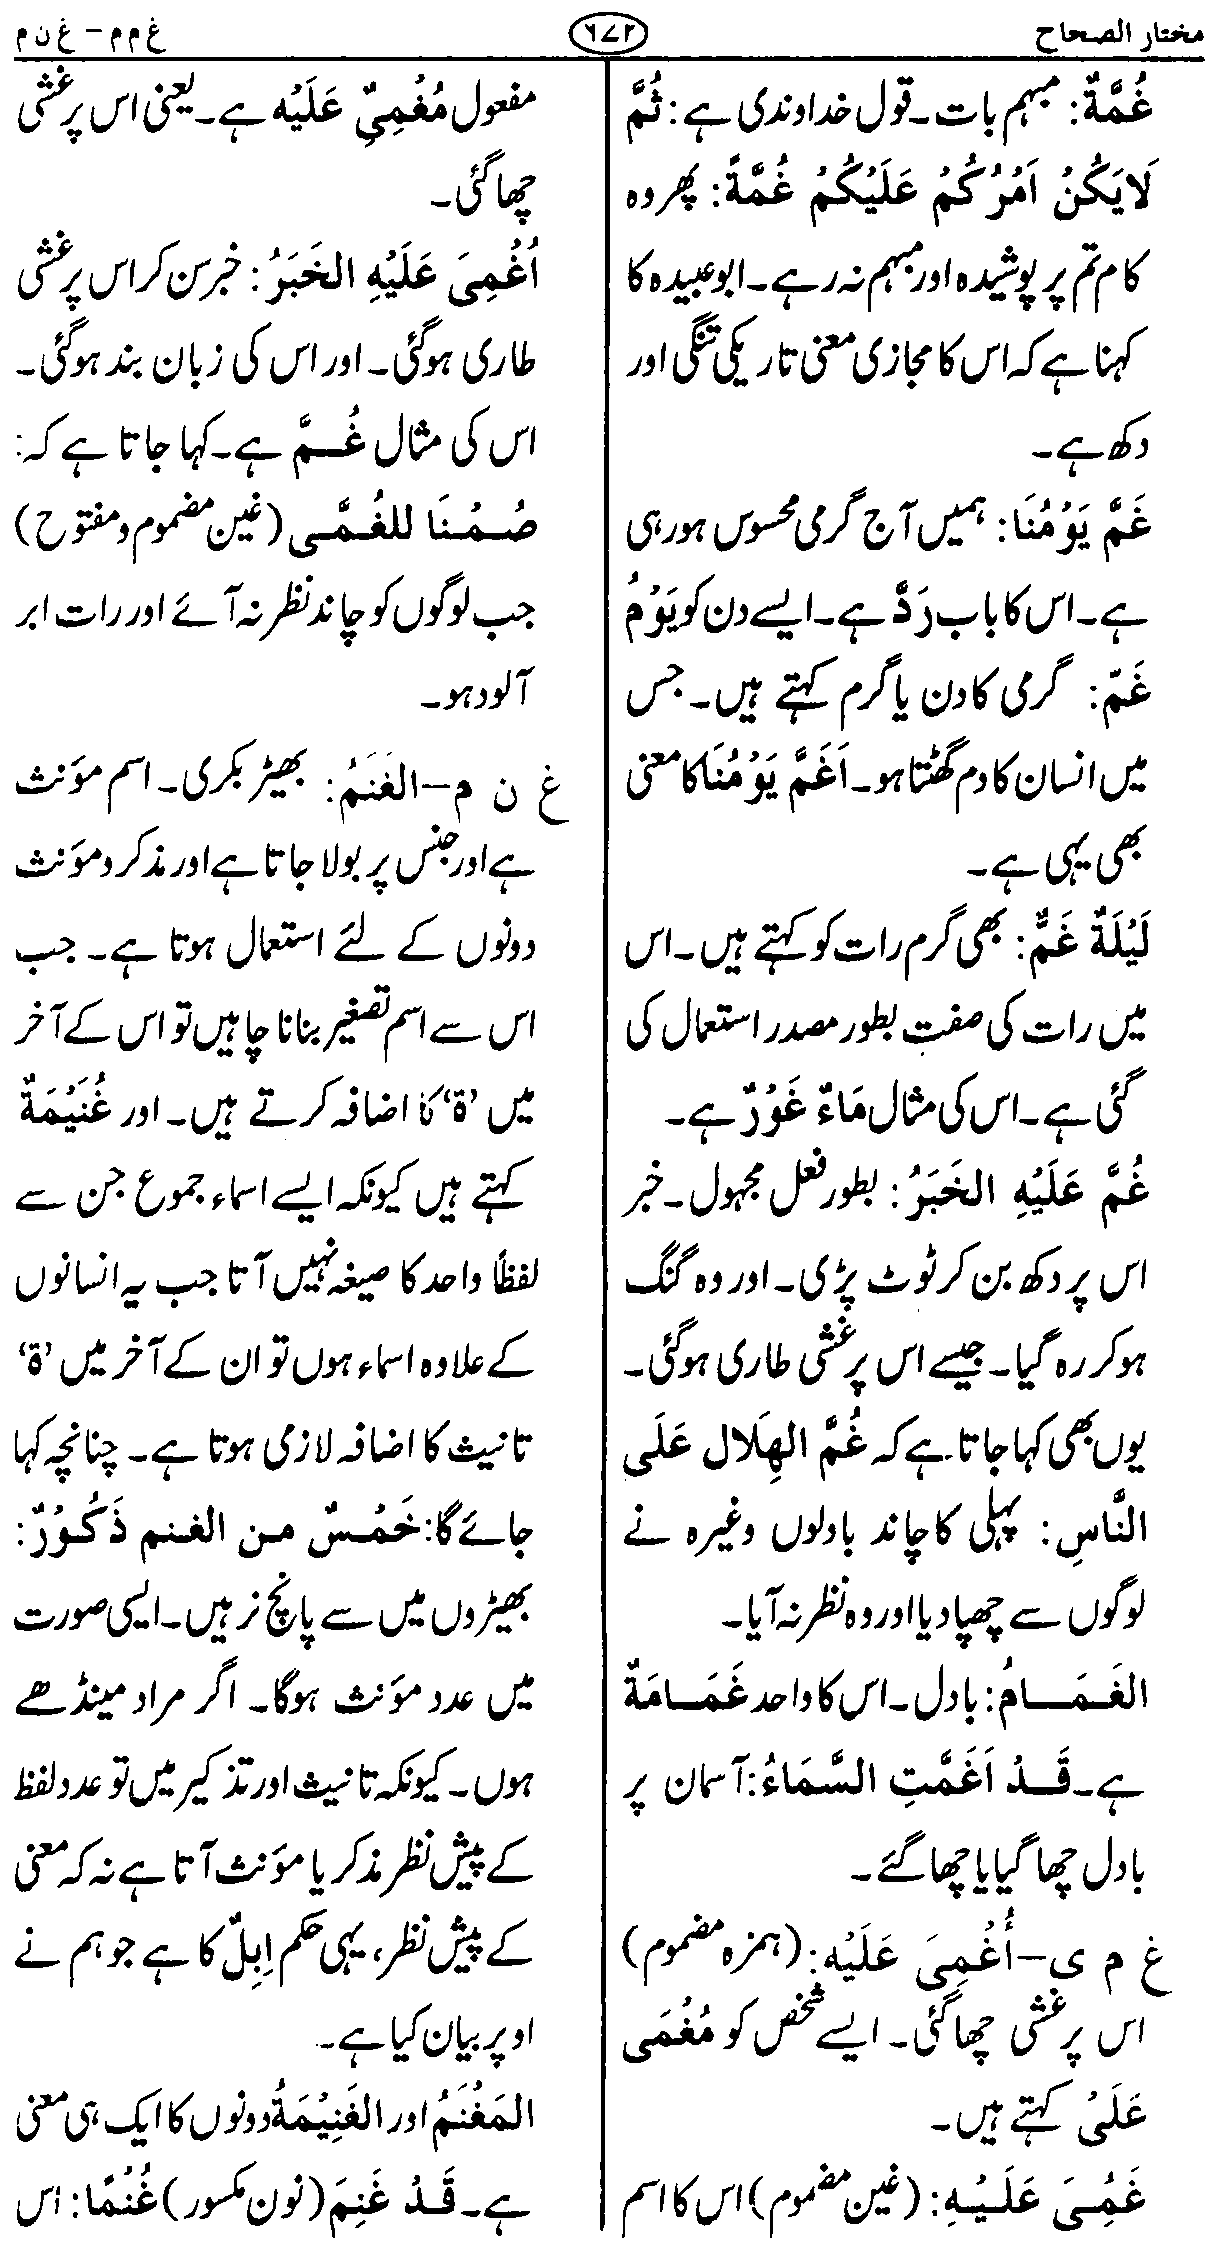 مختار الصحاح
۶۷۲
غ م م – غ ن م
غُمَّةٌ: مبہم بات۔ قول خداوندی ہے: ثُمَّ
لَایَکُنْ اَمْرُکُمْ عَلَیْکُمْ غُمَّةً: پھر وہ
کام تم پر پوشیدہ اور مبہم نہ رہے۔ ابوعبیدہ کا
کہنا ہے کہ اس کا مجازی معنی تاریکی تنگی اور
دکھ ہے۔
غَمَّ یَوْمُنَا: ہمیں آج گرمی محسوس ہو رہی
ہے۔ اس کا باب رَدَّ ہے۔ ایسے دن کو یَوْمُ
غَمّ: گرمی کا دن یا گرم کہتے ہیں۔ جس
میں انسان کا دم گھٹتا ہو۔ اَغَمَّ یَوْمُنَا کا معنی
بھی یہی ہے۔
لَیْلَةٌ غَمٌّ: بھی گرم رات کو کہتے ہیں۔ اس
میں رات کی صفت بطور مصدر استعمال کی
گئی ہے۔ اس کی مثال مَاءٌ غَوْرٌ ہے۔
غُمَّ عَلَیْهِ الخَبَرُ: بطور فعل مجہول۔ خبر
اس پر دکھ بن کر ٹوٹ پڑی۔ اور وہ گنگ
ہو کر رہ گیا۔ جیسے اس پر غشی طاری ہو گئی۔
یوں بھی کہا جاتا ہے کہ غُمَّ الهِلَال عَلَی
النَّاسِ: پہلی کا چاند بادلوں وغیرہ نے
لوگوں سے چھپا دیا اور وہ نظر نہ آیا۔
الغَمَامُ: بادل۔ اس کا واحد غَمَامَةٌ
ہے۔ قَدْ اَغَمَّتِ السَّمَاءُ: آسمان پر
بادل چھا گیا یا چھا گئے۔
غ م ی – أُغْمِیَ عَلَیْه: (ہمزہ مضموم)
اس پر غشی چھا گئی۔ ایسے شخص کو مُغْمَی
عَلَیْ کہتے ہیں۔
غَمِیَ عَلَیْهِ: (غین مضموم) اس کا اسم
مفعول مُغْمِیٌ عَلَیْه ہے۔ یعنی اس پر غشی
چھا گئی۔
اُغْمِیَ عَلَیْهِ الخَبَرُ: خبر سن کر اس پر غشی
طاری ہو گئی۔ اور اس کی زبان بند ہو گئی۔
اس کی مثال غُمَّ ہے۔ کہا جاتا ہے کہ:
صُمْنَا للغُمَّی (غین مضموم و مفتوح)
جب لوگوں کو چاند نظر نہ آئے اور رات ابر
آلود ہو۔
غ ن م – الغَنَمُ: بھیڑ بکری۔ اسم مؤنث
ہے اور جنس پر بولا جاتا ہے اور مذکر و مؤنث
دونوں کے لئے استعمال ہوتا ہے۔ جب
اس سے اسم تصغیر بنانا چاہیں تو اس کے آخر
میں ’ة‘ کا اضافہ کرتے ہیں۔ اور غُنَیْمَةٌ
کہتے ہیں کیونکہ ایسے اسماء جموع جن سے
لفظاً واحد کا صیغہ نہیں آتا جب یہ انسانوں
کے علاوہ اسماء ہوں تو ان کے آخر میں ’ة‘
تانیث کا اضافہ لازمی ہوتا ہے۔ چنانچہ کہا
جائے گا: خَمْسٌ من الغنم ذَکُوْرٌ:
بھیڑوں میں سے پانچ نر ہیں۔ ایسی صورت
میں عدد مؤنث ہوگا۔ اگر مراد مینڈھے
ہوں۔ کیونکہ تانیث اور تذکیر میں تو عدد لفظ
کے پیش نظر مذکر یا مؤنث آتا ہے نہ کہ معنی
کے پیش نظر، یہی حکم اِبِلٌ کا ہے جو ہم نے
اوپر بیان کیا ہے۔
المَغْنَمُ اور الغَنِیْمَةُ دونوں کا ایک ہی معنی
ہے۔ قَدْ غَنِمَ (نون مکسور) غُنْمًا: اس